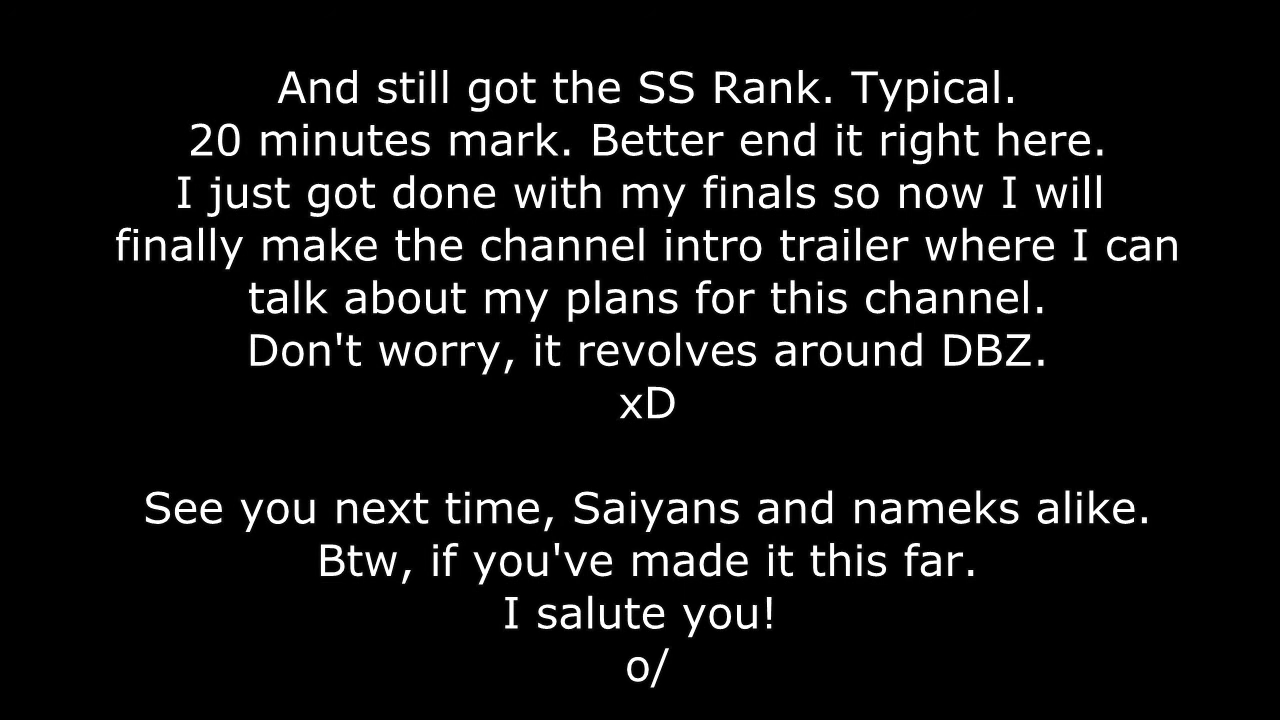 And still got the SS Rank. Typical.
20 minutes mark. Better end it right here.
I just got done with my finals so now I will
finally make the channel intro trailer where I can
talk about my plans for this channel.
Don't worry, it revolves around DBZ.
xD
See you next time, Saiyans and nameks alike.
Btw, if you've made it this far.
I salute you!
o/